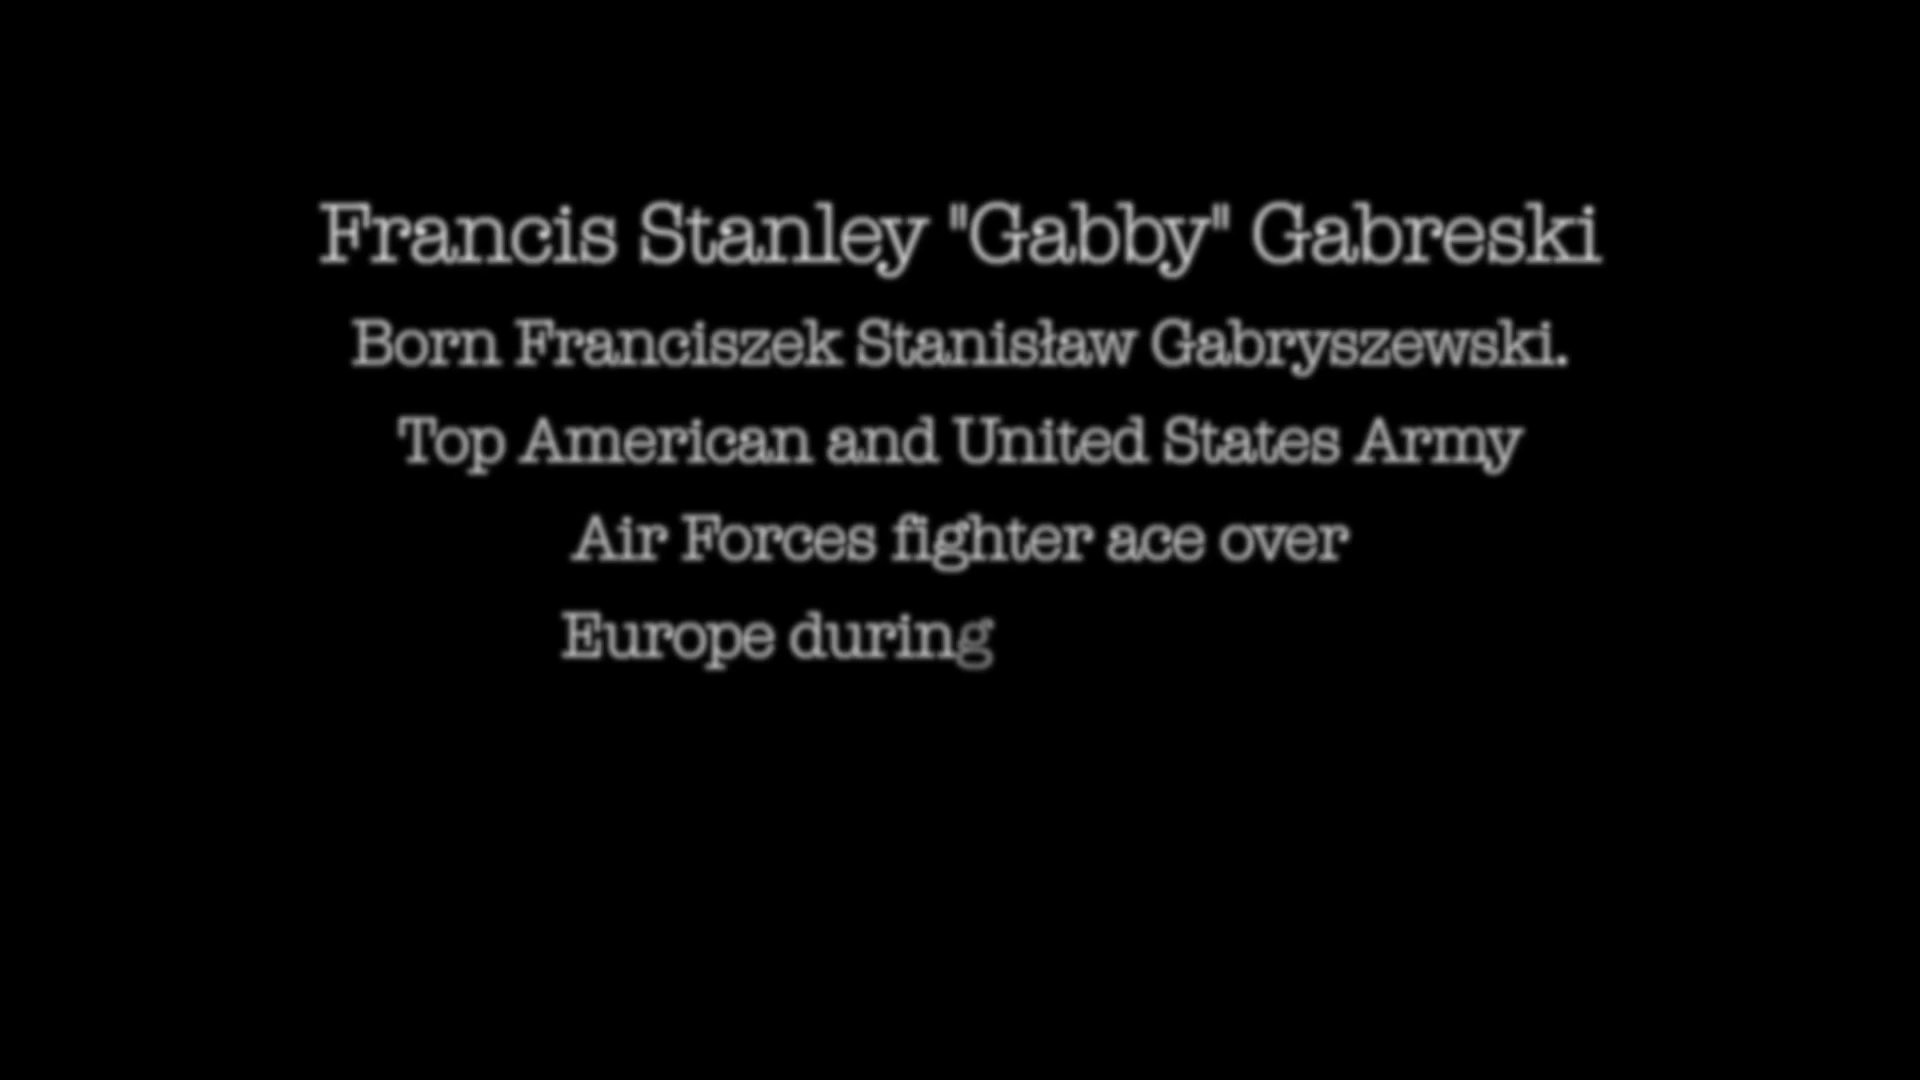 Francis Stanley "Gabby" Gabreski
Born Franciszek Stanisław Gabryszewski.
Top American and United States Army
Air Forces fighter ace over
Europe during